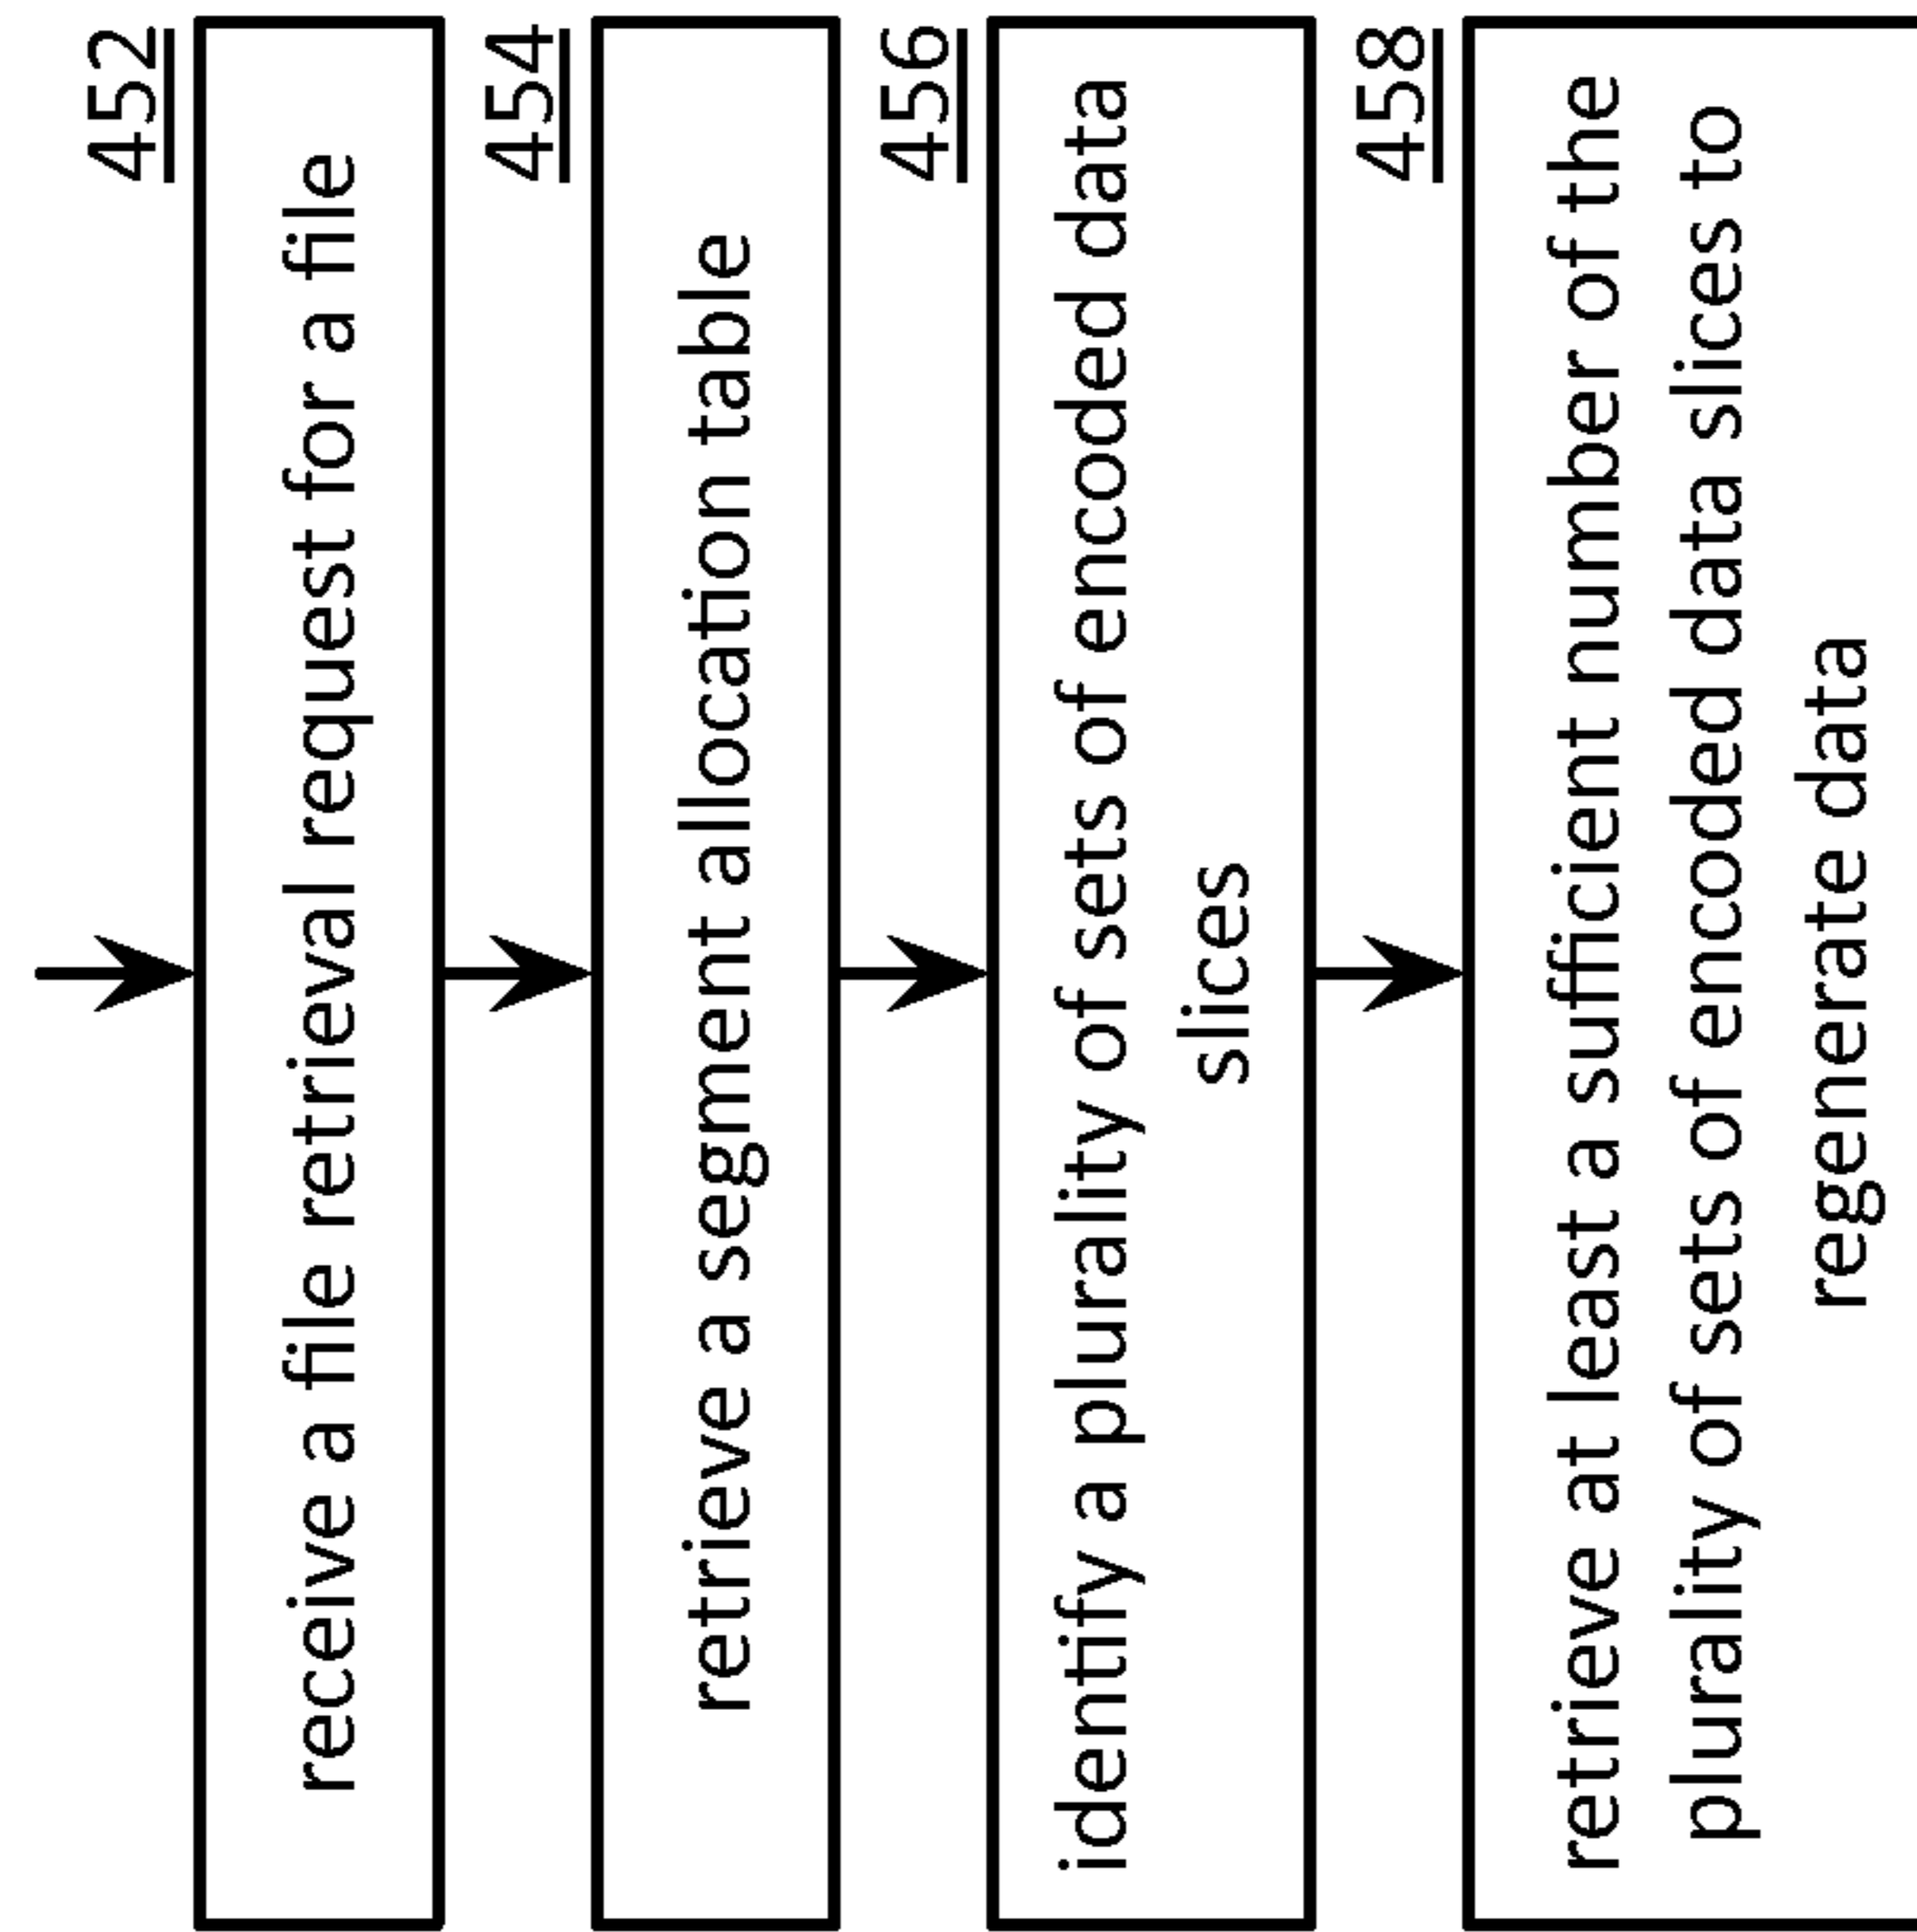 452
receive a file retrieval request for a file
454
retrieve a segment allocation table
456
identify a plurality of sets of encoded data
slices
458
retrieve at least a sufficient number of the
plurality of sets of encoded data slices to
regenerate data